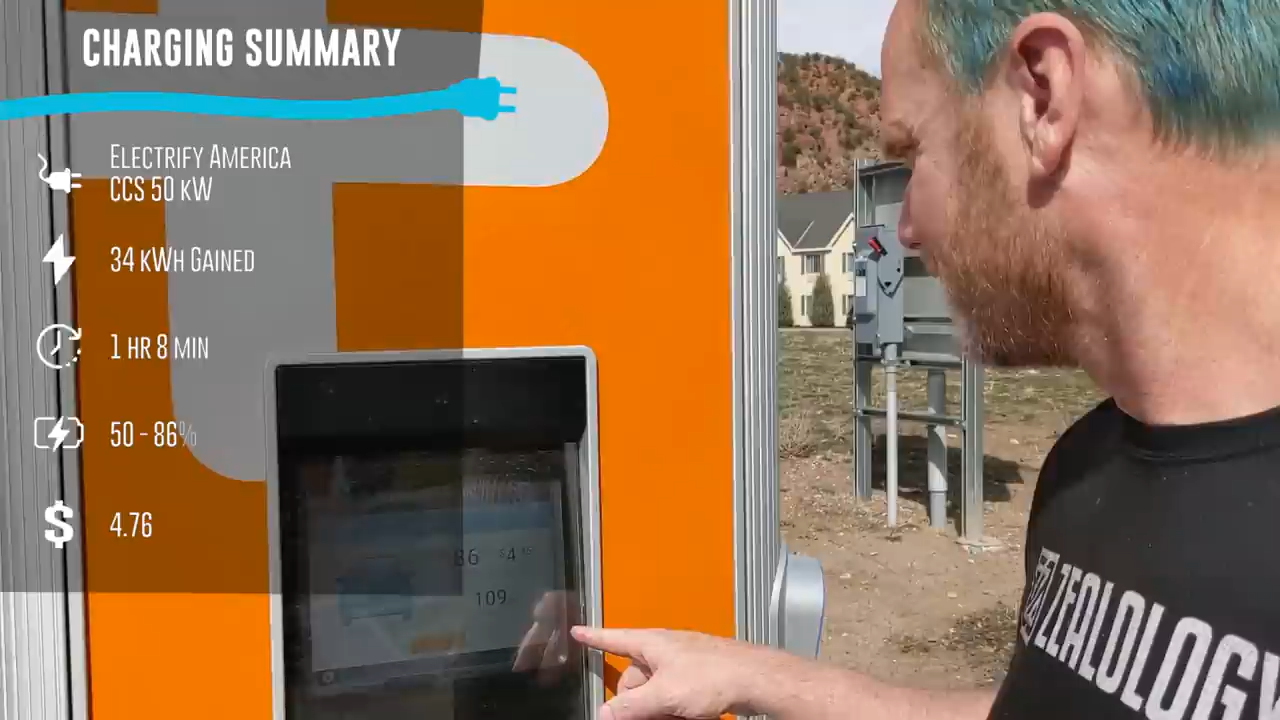 CHARGING SUMMARY
ELECTRIFY AMERICA
CCS 50 KW
34 KWH GAINED
1 HR 8 MIN
50 - 86%
$ 4.76
86 $4
109
ZEALOLOGY